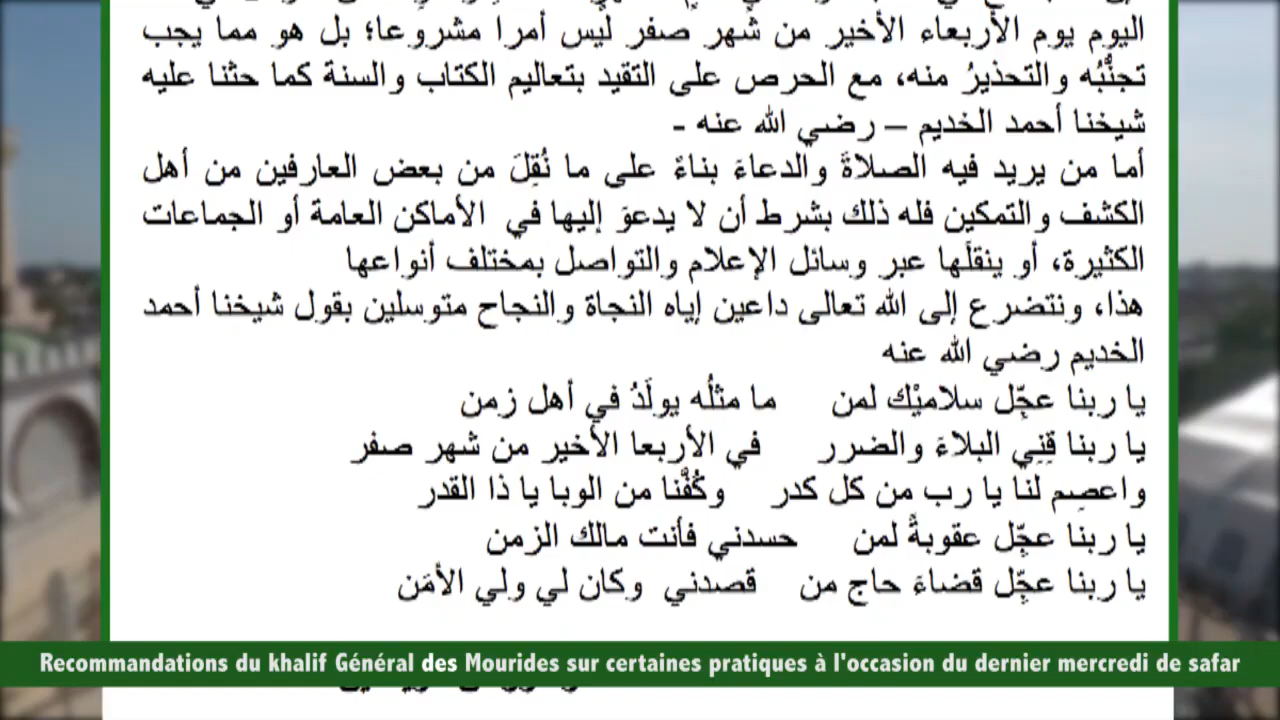 اليوم يوم الأربعاء الأخير من شهر صفر ليس أمرا مشروعا؛ بل هو مما يجب
تجنُّبُه والتحذيرُ منه، مع الحرص على التقيد بتعاليم الكتاب والسنة كما حثنا عليه
شيخنا أحمد الخديم – رضي الله عنه -
أما من يريد فيه الصلاةَ والدعاءَ بناءً على ما نُقِلَ من بعض العارفين من أهل
الكشف والتمكين فله ذلك بشرط أن لا يدعوَ إليها في الأماكن العامة أو الجماعات
الكثيرة، أو ينقلَها عبر وسائل الإعلام والتواصل بمختلف أنواعها
هذا، ونتضرع إلى الله تعالى داعين إياه النجاة والنجاح متوسلين بقول شيخنا أحمد
الخديم رضي الله عنه
يا ربنا عجِّل سلاميْك لمن ما مثلُه يولَدُ في أهل زمن
يا ربنا قِنِي البلاءَ والضرر في الأربعا الأخير من شهر صفر
واعصِم لنا يا رب من كل كدر وكُفَّنا من الوبا يا ذا القدر
يا ربنا عجِّل عقوبةً لمن حسدني فأنت مالك الزمن
يا ربنا عجِّل قضاءَ حاج من قصدني وكان لي ولي الأمَن
Recommandations du khalif Général des Mourides sur certaines pratiques à l'occasion du dernier mercredi de safar